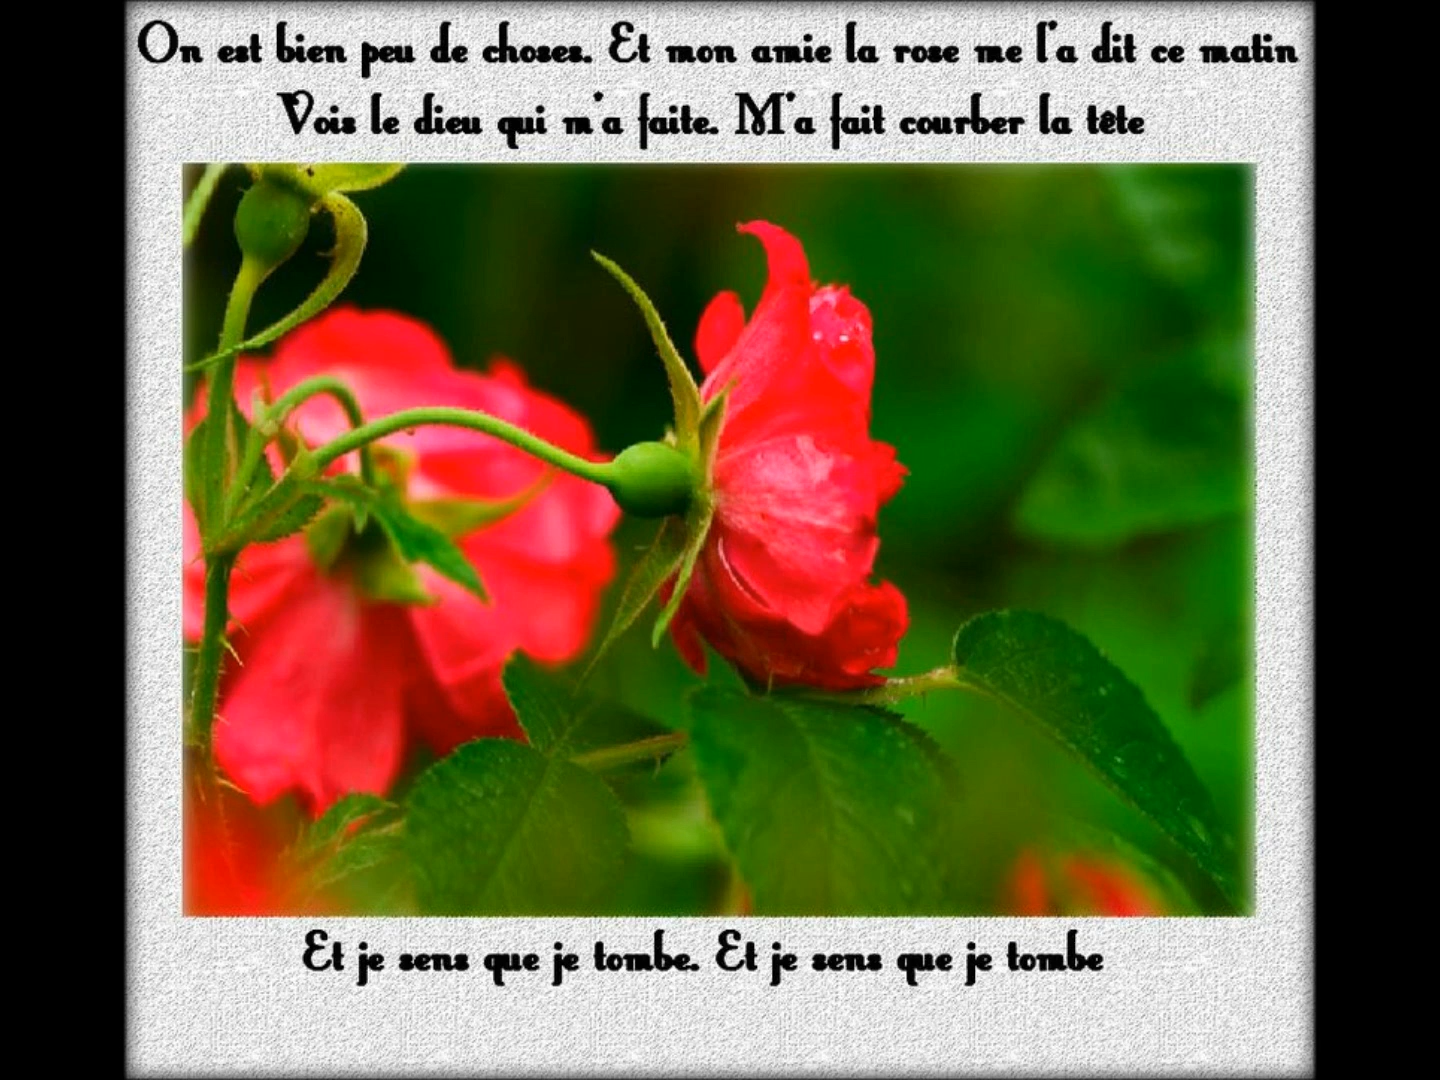 On est bien peu de choses. Et mon amie la rose me l'a dit ce matin
Vois le dieu qui m'a faite. M'a fait courber la tête
Et je sens que je tombe. Et je sens que je tombe